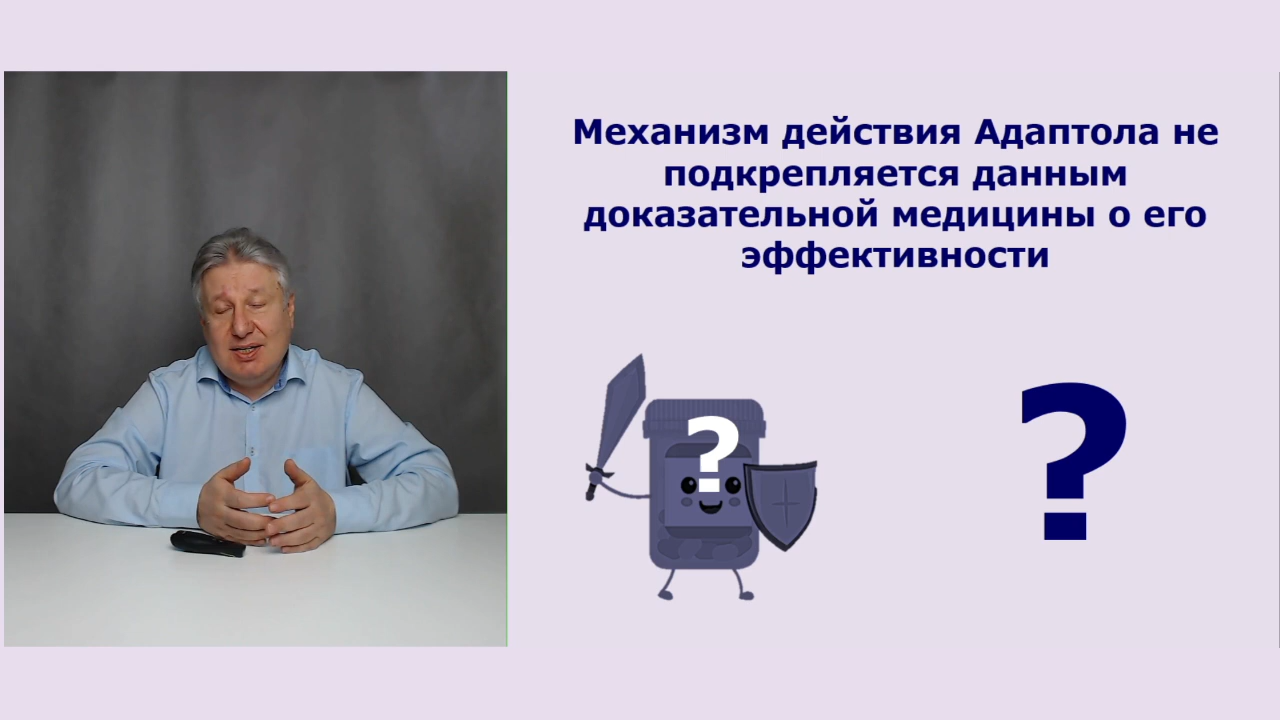 Механизм действия Адаптола не
подкрепляется данным
доказательной медицины о его
эффективности
?
?